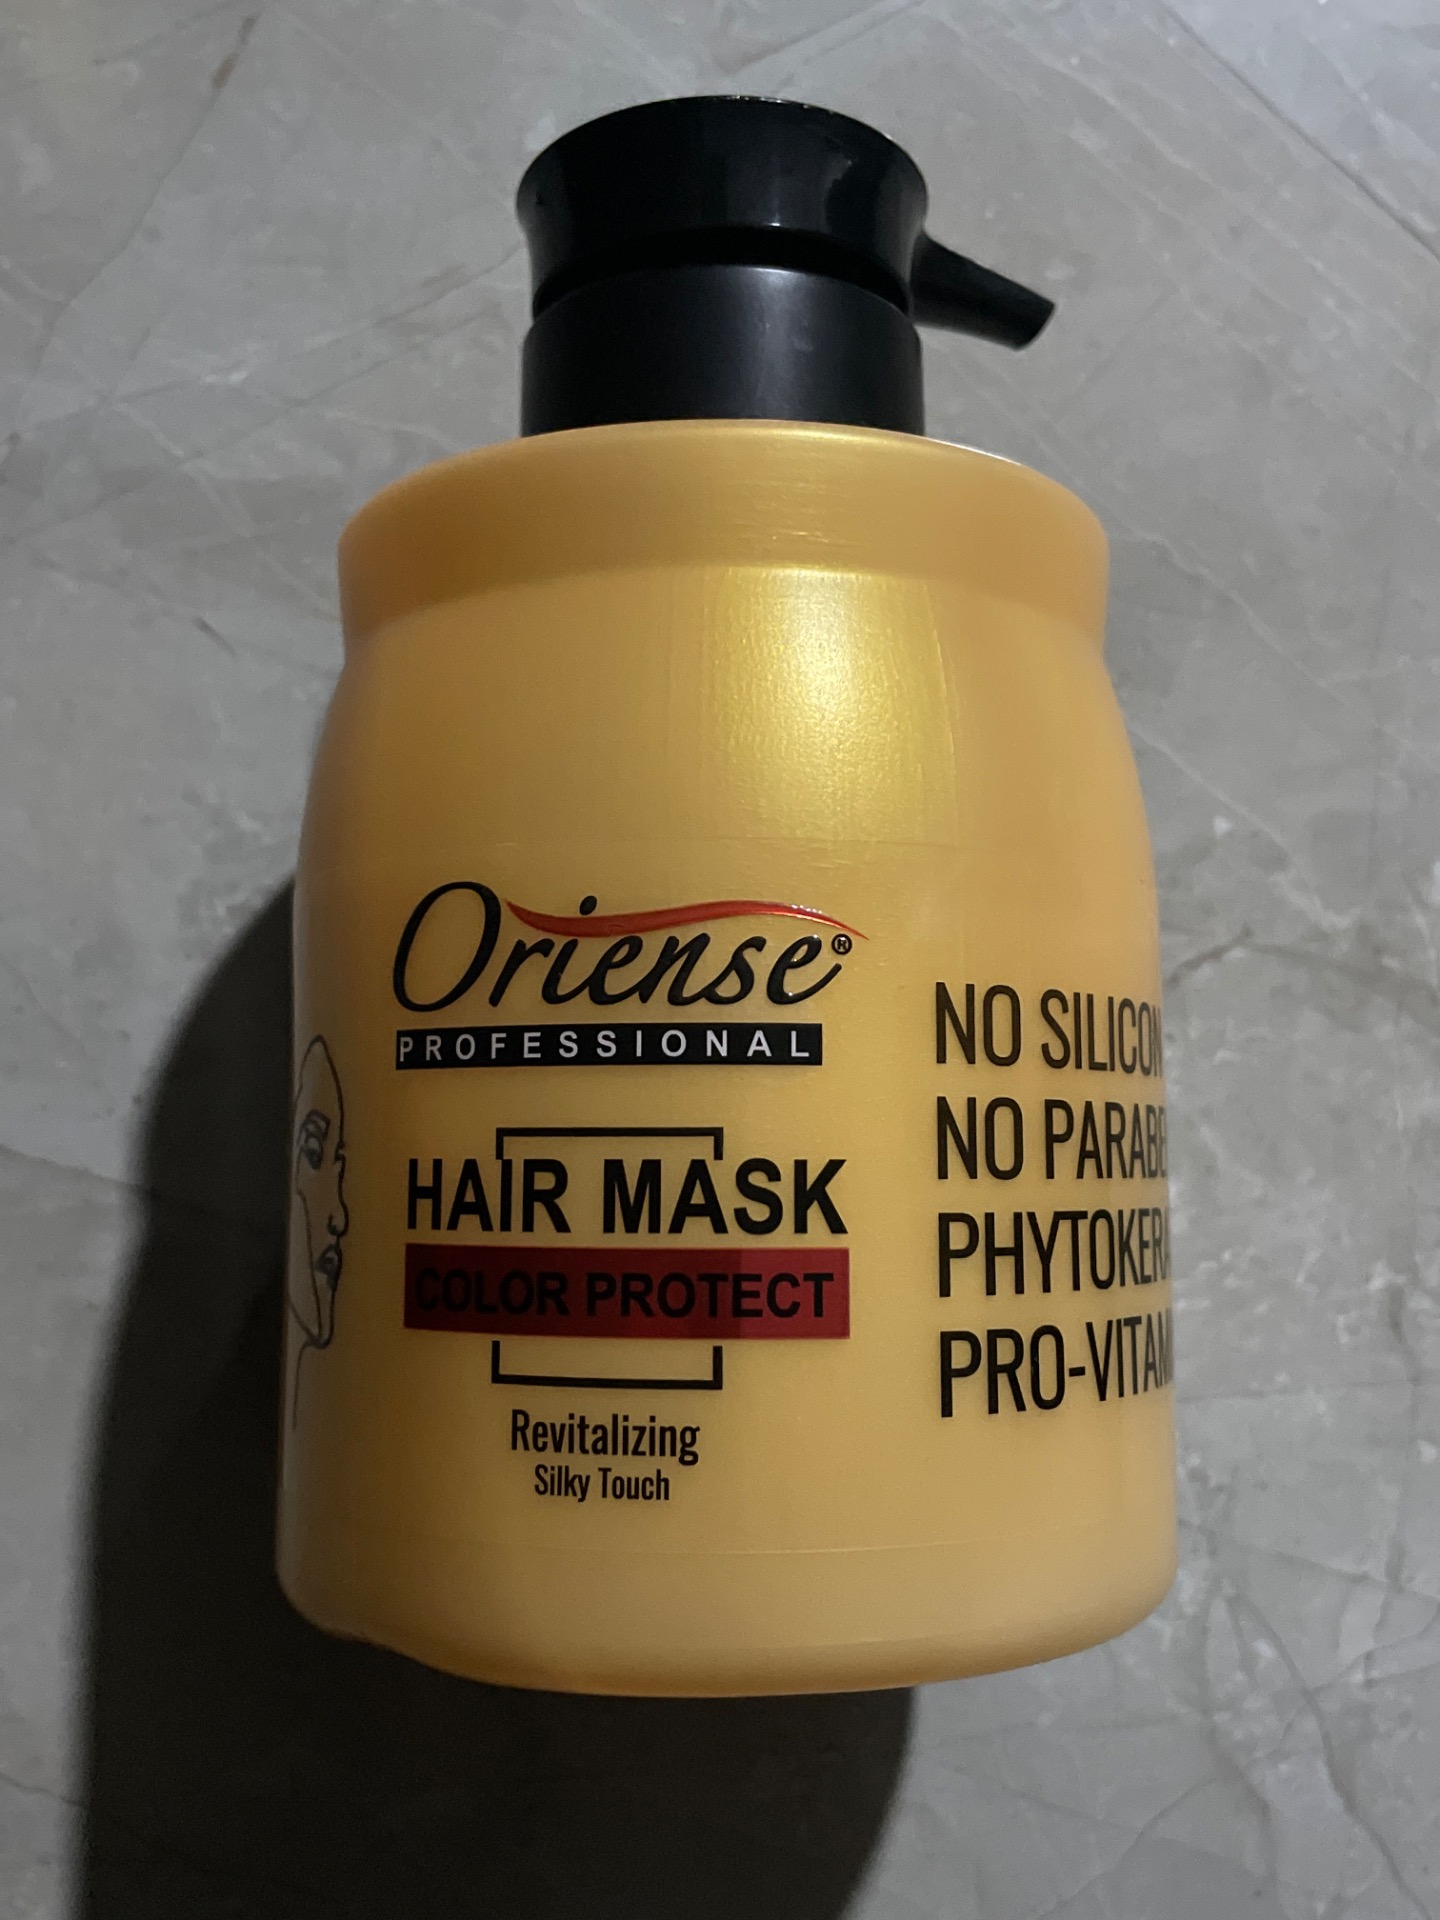 Oriense®
PROFESSIONAL
HAIR MASK
COLOR PROTECT
Revitalizing
Silky Touch
NO SILICON
NO PARABE
PHYTOKERA
PRO-VITAM